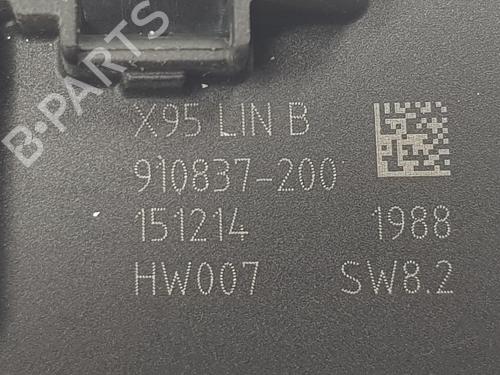 B-PARTS
X95 LIN B
910837-200
151214 1988
HW007 SW8.2